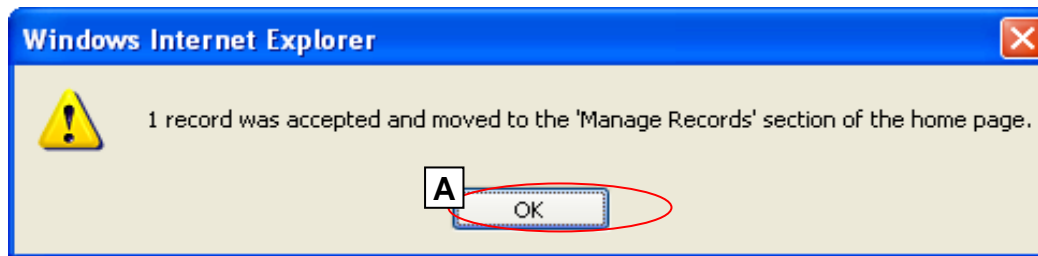 Windows Internet Explorer
1 record was accepted and moved to the 'Manage Records' section of the home page.
A
OK